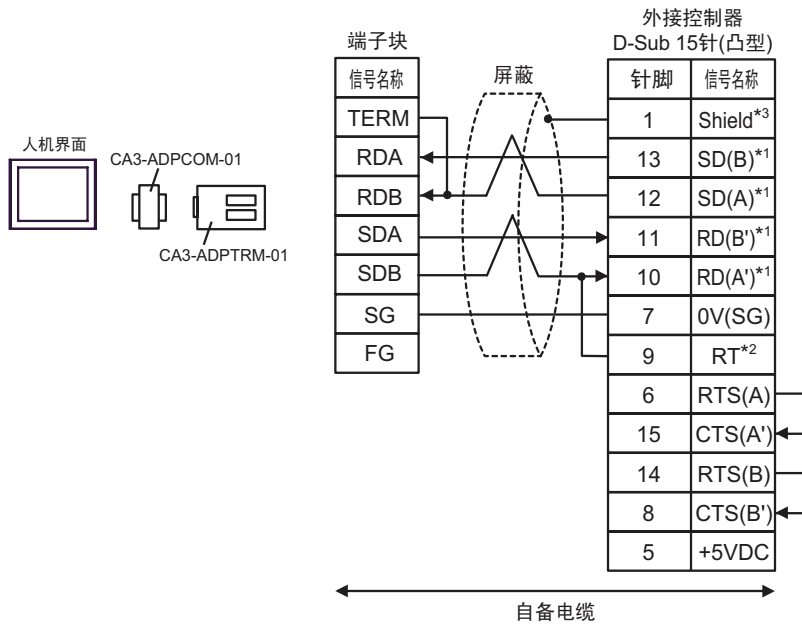 人机界面
CA3-ADPCOM-01
CA3-ADPTRM-01
端子块
信号名称
TERM
RDA
RDB
SDA
SDB
SG
FG
屏蔽
外接控制器
D-Sub 15针(凸型)
针脚 信号名称
1 Shield*3
13 SD(B)*1
12 SD(A)*1
11 RD(B')*1
10 RD(A')*1
7 0V(SG)
9 RT*2
6 RTS(A)
15 CTS(A')
14 RTS(B)
8 CTS(B')
5 +5VDC
自备电缆